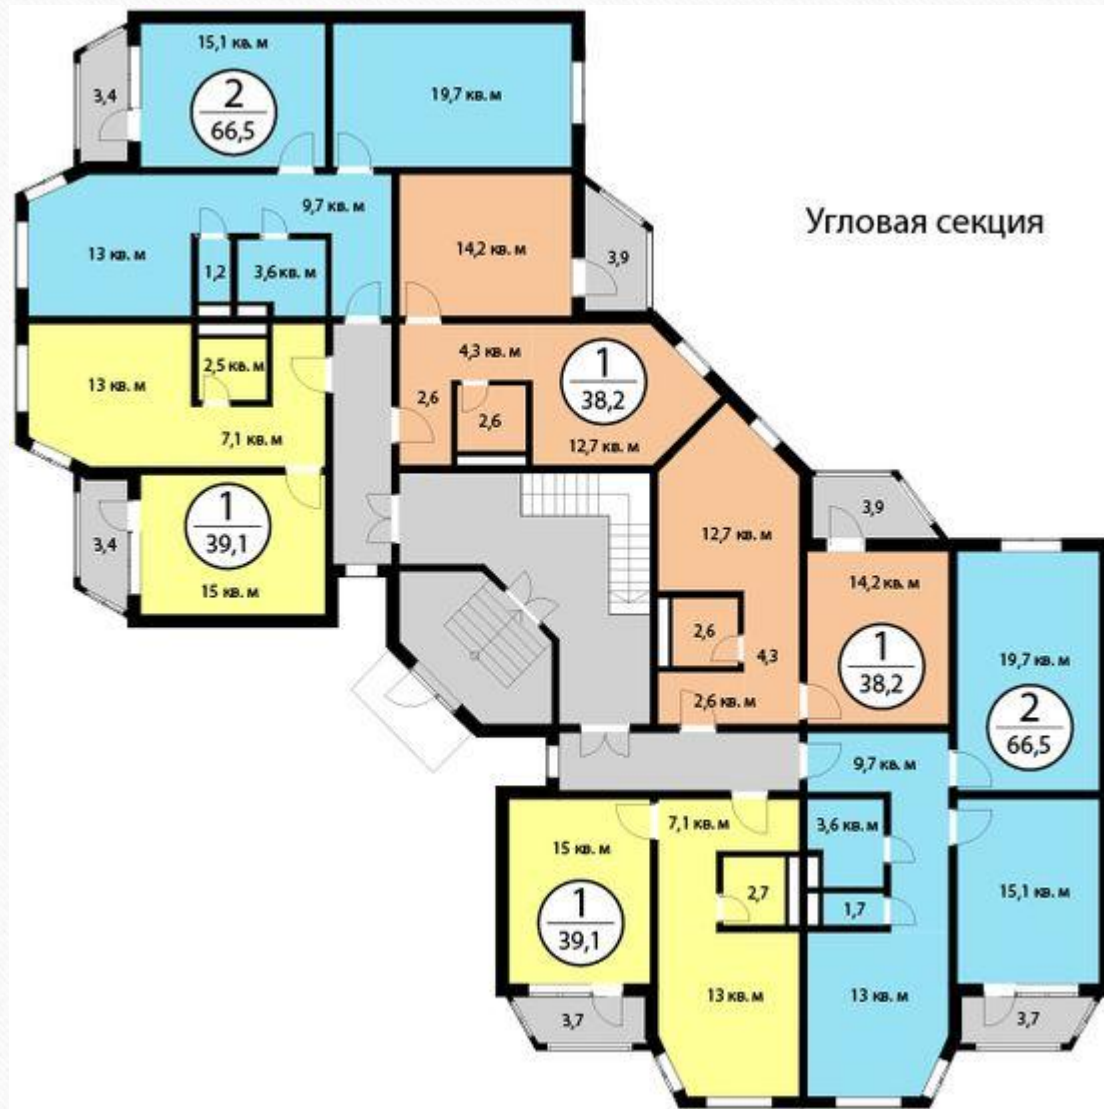 15,1 кв. м
2
66,5
3,4
19,7 кв. м
9,7 кв. м
13 кв. м
1,2
3,6 кв. м
14,2 кв. м
3,9
Угловая секция
13 кв. м
2,5 кв. м
7,1 кв. м
4,3 кв. м
2,6
2,6
1
38,2
12,7 кв. м
3,4
1
39,1
15 кв. м
12,7 кв. м
3,9
2,6
4,3
2,6 кв. м
14,2 кв. м
1
38,2
19,7 кв. м
2
66,5
9,7 кв. м
15 кв. м
1
39,1
7,1 кв. м
2,7
13 кв. м
3,7
3,6 кв. м
1,7
13 кв. м
15,1 кв. м
3,7